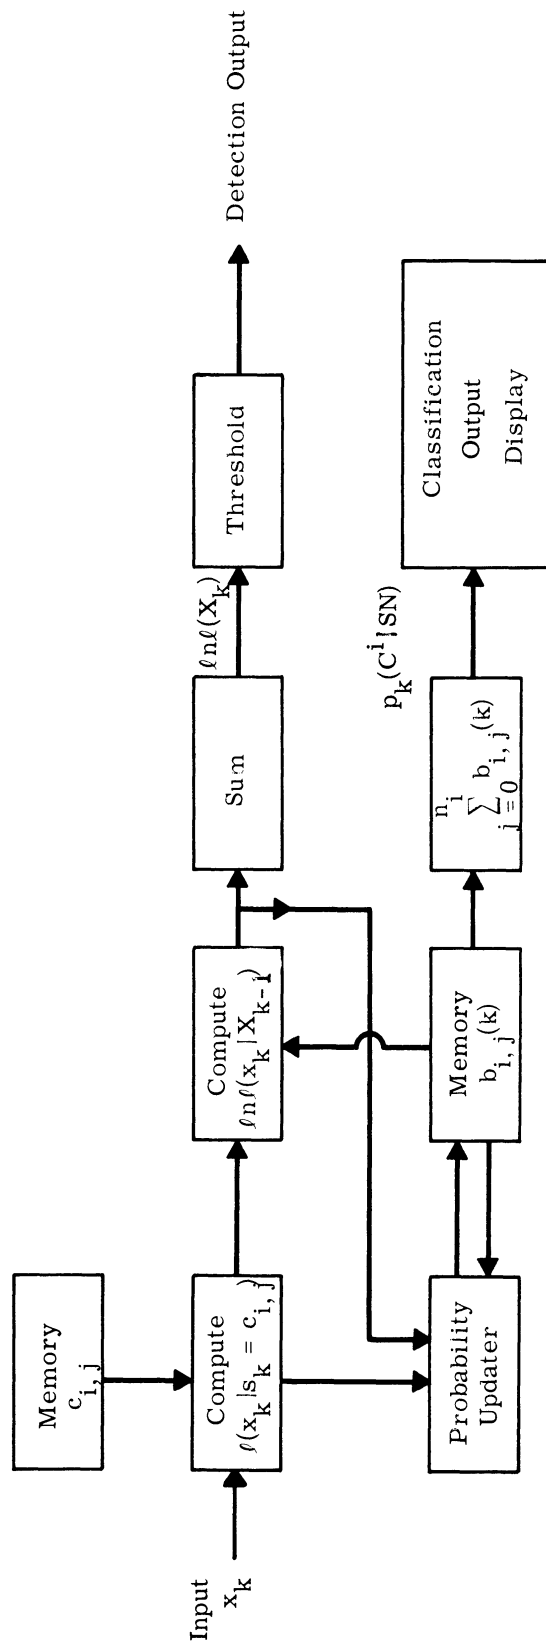 Memory
c_{i,j}
Input
x_k
Compute
ℓ(x_k|s_k = c_{i,j})
Compute
ℓnℓ(x_k|X_{k-1})
Sum
ℓnℓ(X_k)
Threshold
Detection Output
Probability
Updater
Memory
b_{i,j}(k)
n_i
∑ b_{i,j}(k)
j = 0
p_k(C^i|SN)
Classification
Output
Display